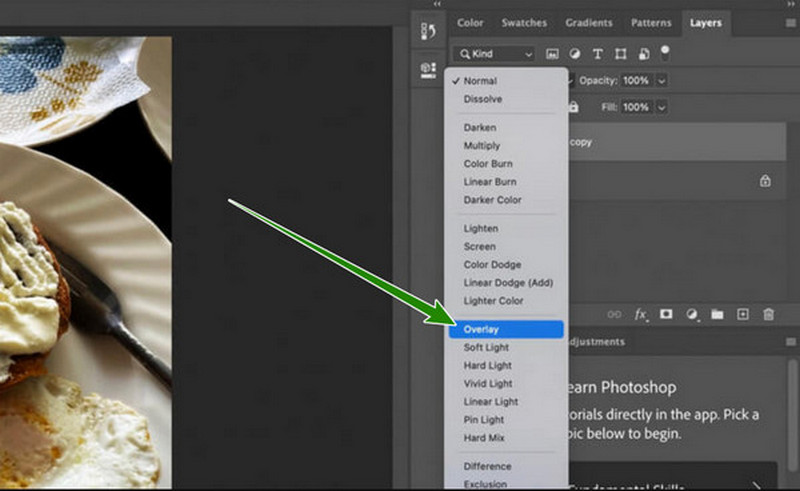 Color Swatches Gradients Patterns Layers
Kind
Normal Opacity: 100%
Dissolve
Fill: 100%
Darken
Multiply copy
Color Burn
Linear Burn
Darker Color
Lighten
Screen
Color Dodge
Linear Dodge (Add)
Lighter Color
fx
Overlay
Soft Light djustments
Hard Light
Vivid Light earn Photoshop
Linear Light
Pin Light orials directly in the app. Pick a
Hard Mix pic below to begin.
Difference
Exclusion Fundamental Skills